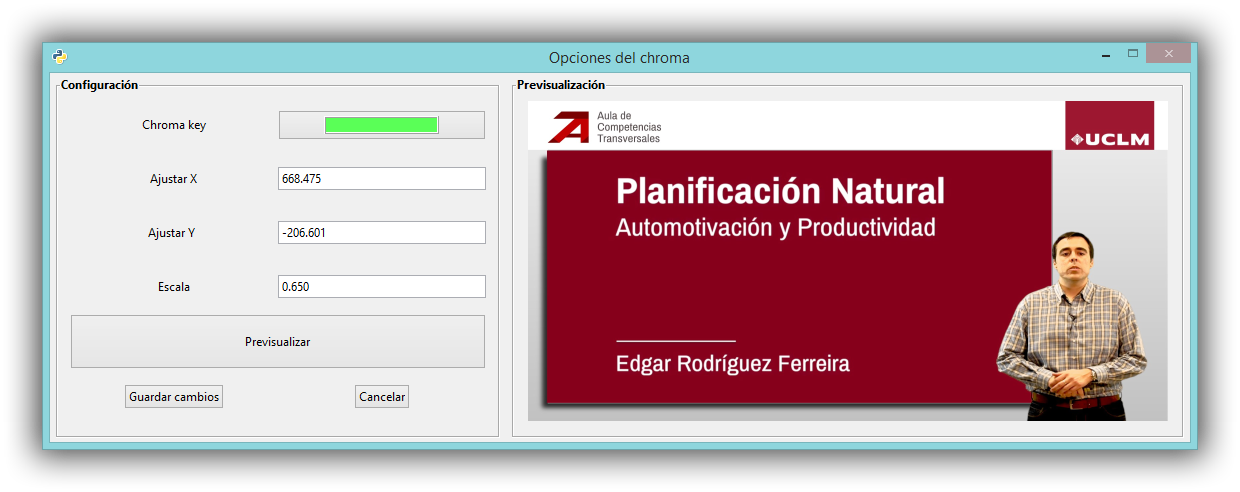 Opciones del chroma
Configuración
Chroma key
Ajustar X
668.475
Ajustar Y
-206.601
Escala
0.650
Previsualizar
Guardar cambios
Cancelar
Previsualización
Aula de
Competencias
Transversales
UCLM
Planificación Natural
Automotivación y Productividad
Edgar Rodríguez Ferreira